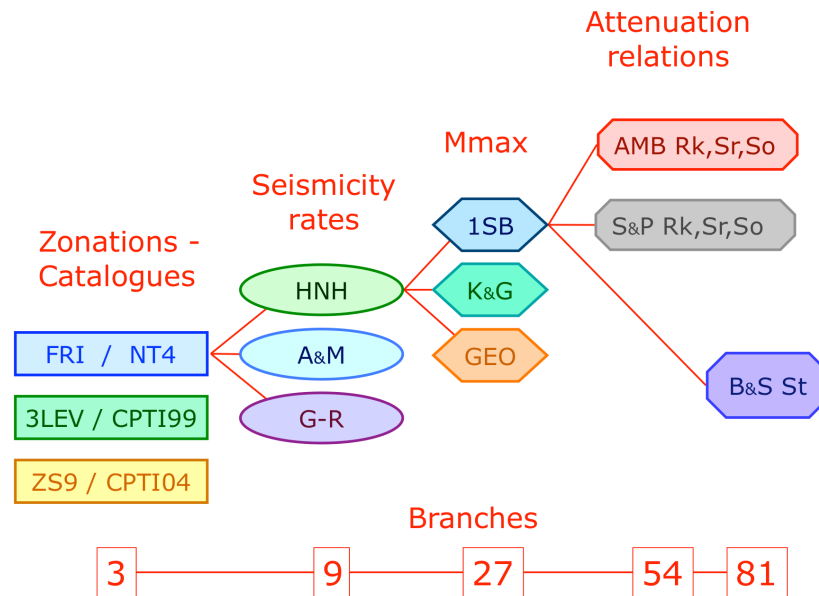 Attenuation
relations
Mmax
AMB Rk,Sr,So
Seismicity
rates
1SB
S&P Rk,Sr,So
Zonations -
Catalogues
HNH
K&G
FRI / NT4
A&M
GEO
B&S St
3LEV / CPTI99
G-R
ZS9 / CPTI04
Branches
3 9 27 54 81